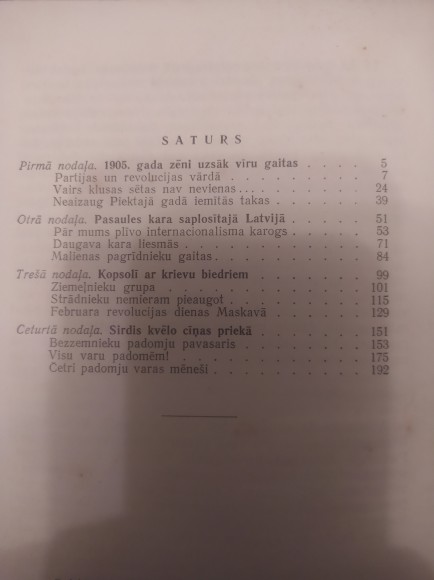 SATURS
Pirmā nodaļa. 1905. gada zēni uzsāk vīru gaitas . . . . . 5
Partijas un revolūcijas vārdā . . . . . . . . . 7
Vairs klusas sētas nav nevienas... . . . . . . . . 24
Neaizaug Piektajā gadā iemītās takas . . . . . . . 39
Otrā nodaļa. Pasaules kara saplosītajā Latvijā . . . . . . 51
Pār mums plīvo internacionālisma karogs . . . . . . 53
Daugava kara liesmās . . . . . . . . . . . 71
Malienas pagrīdnieku gaitas . . . . . . . . . . 84
Trešā nodaļa. Kopsolī ar krievu biedriem . . . . . . . . 99
Ziemeļnieku grupa . . . . . . . . . . . . 101
Strādnieku nemieram pieaugot . . . . . . . . . 115
Februāra revolūcijas dienas Maskavā . . . . . . . 129
Ceturtā nodaļa. Sirdīs kvēlo cīņas prieks . . . . . . . . 151
Bezzemnieku padomju pavasaris . . . . . . . . . 153
Visu varu padomēm! . . . . . . . . . . . . 175
Četri padomju varas mēneši . . . . . . . . . . 192